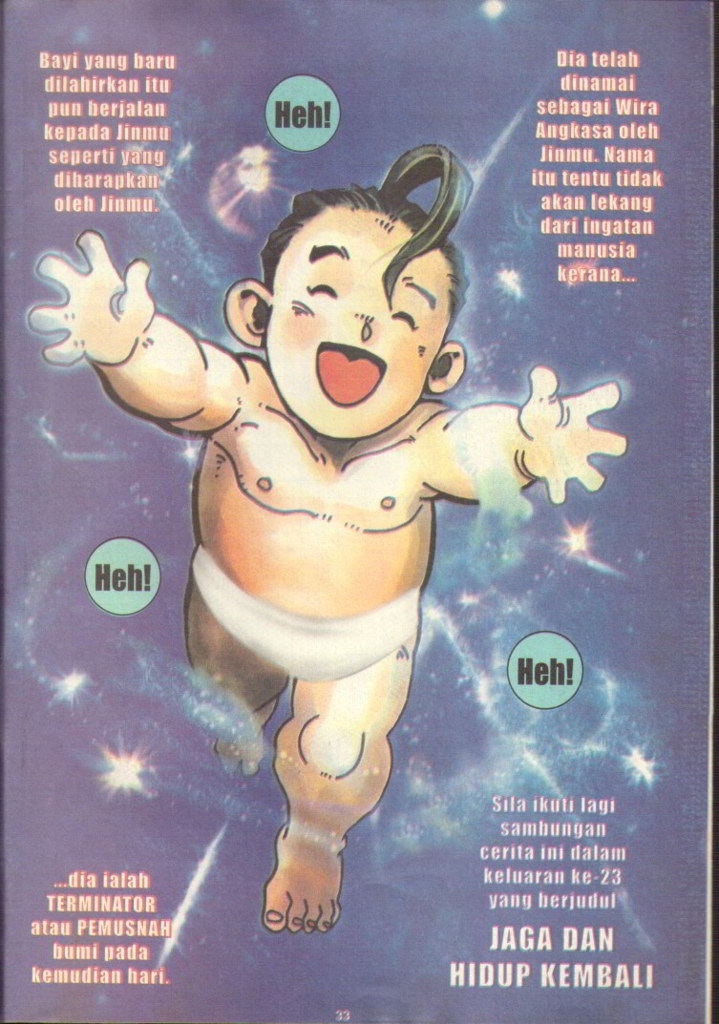 Bayi yang baru
dilahirkan itu
pun berjalan
kepada Jinmu
seperti yang
diharapkan
oleh Jinmu.
Heh!
Dia telah
dinamai
sebagai Wira
Angkasa oleh
Jinmu. Nama
itu tentu tidak
akan lekang
dari ingatan
manusia
kerana...
Heh!
Heh!
...dia ialah
TERMINATOR
atau PEMUSNAH
bumi pada
kemudian hari.
Sila ikuti lagi
sambungan
cerita ini dalam
keluaran ke-23
yang berjudul
JAGA DAN
HIDUP KEMBALI
33